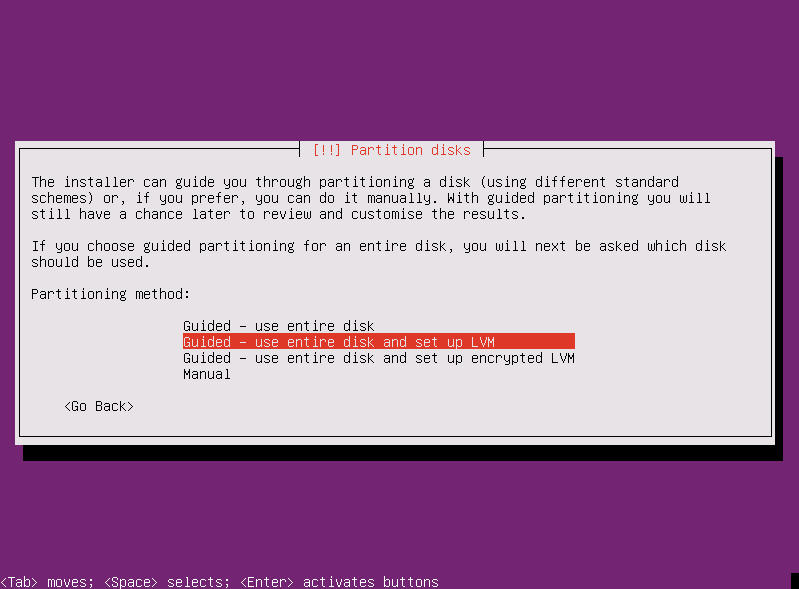 [!!] Partition disks
The installer can guide you through partitioning a disk (using different standard
schemes) or, if you prefer, you can do it manually. With guided partitioning you will
still have a chance later to review and customise the results.
If you choose guided partitioning for an entire disk, you will next be asked which disk
should be used.
Partitioning method:
Guided - use entire disk
Guided - use entire disk and set up LVM
Guided - use entire disk and set up encrypted LVM
Manual
<Go Back>
<Tab> moves; <Space> selects; <Enter> activates buttons